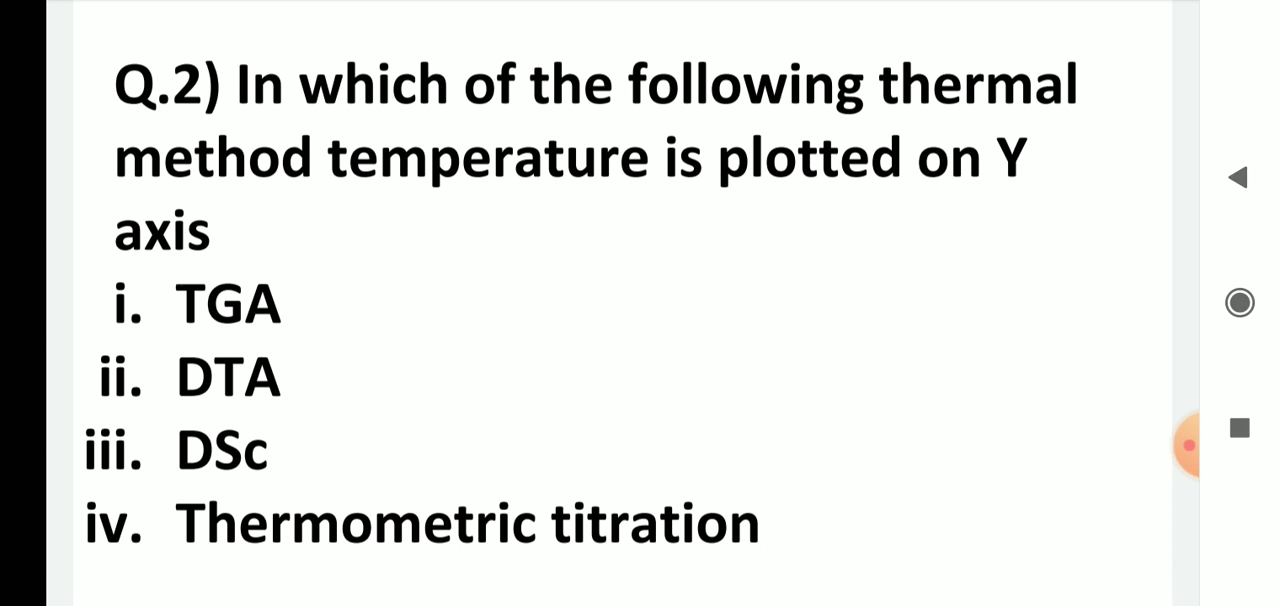 Q.2) In which of the following thermal
method temperature is plotted on Y
axis
i. TGA
ii. DTA
iii. DSc
iv. Thermometric titration